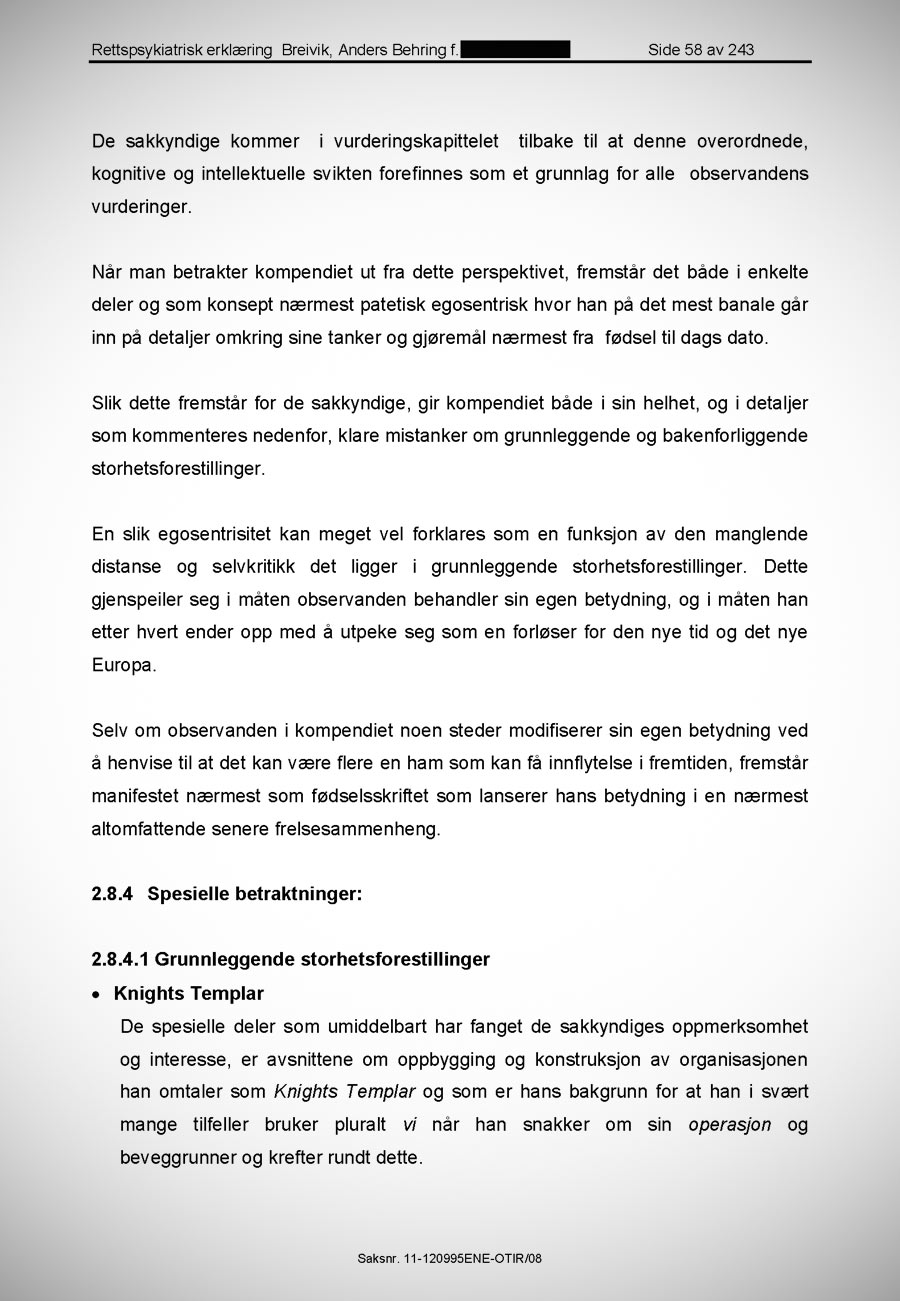 Rettspsykiatrisk erklæring Breivik, Anders Behring f.
Side 58 av 243
De sakkyndige kommer i vurderingskapittelet tilbake til at denne overordnede,
kognitive og intellektuelle svikten forefinnes som et grunnlag for alle observandens
vurderinger.
Når man betrakter kompendiet ut fra dette perspektivet, fremstår det både i enkelte
deler og som konsept nærmest patetisk egosentrisk hvor han på det mest banale går
inn på detaljer omkring sine tanker og gjøremål nærmest fra fødsel til dags dato.
Slik dette fremstår for de sakkyndige, gir kompendiet både i sin helhet, og i detaljer
som kommenteres nedenfor, klare mistanker om grunnleggende og bakenforliggende
storhetsforestillinger.
En slik egosentrisitet kan meget vel forklares som en funksjon av den manglende
distanse og selvkritikk det ligger i grunnleggende storhetsforestillinger. Dette
gjenspeiler seg i måten observanden behandler sin egen betydning, og i måten han
etter hvert ender opp med å utpeke seg som en forløser for den nye tid og det nye
Europa.
Selv om observanden i kompendiet noen steder modifiserer sin egen betydning ved
å henvise til at det kan være flere en ham som kan få innflytelse i fremtiden, fremstår
manifestet nærmest som fødselsskriftet som lanserer hans betydning i en nærmest
altomfattende senere frelsesammenheng.
2.8.4 Spesielle betraktninger:
2.8.4.1 Grunnleggende storhetsforestillinger
• Knights Templar
De spesielle deler som umiddelbart har fanget de sakkyndiges oppmerksomhet
og interesse, er avsnittene om oppbygging og konstruksjon av organisasjonen
han omtaler som Knights Templar og som er hans bakgrunn for at han i svært
mange tilfeller bruker pluralt vi når han snakker om sin operasjon og
beveggrunner og krefter rundt dette.
Saksnr. 11-120995ENE-OTIR/08